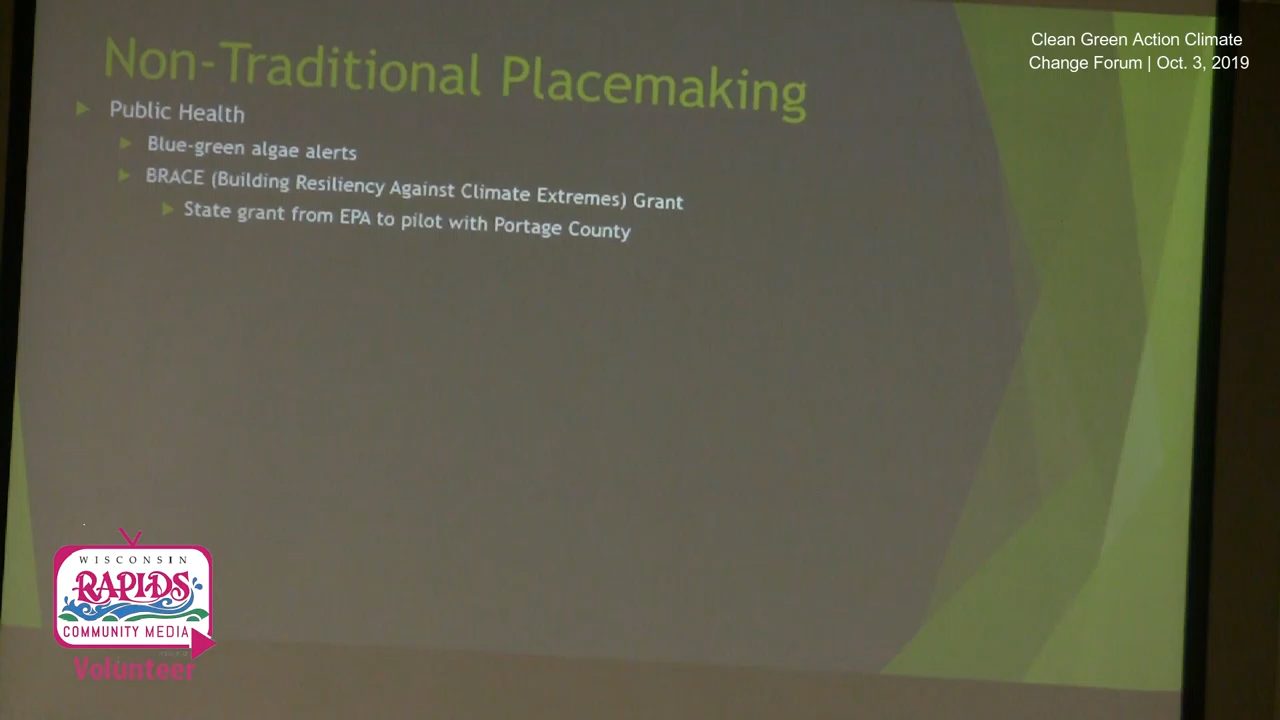 Clean Green Action Climate
Change Forum | Oct. 3, 2019
Non-Traditional Placemaking
Public Health
Blue-green algae alerts
BRACE (Building Resiliency Against Climate Extremes) Grant
State grant from EPA to pilot with Portage County
WISCONSIN
RAPIDS
COMMUNITY MEDIA
Volunteer